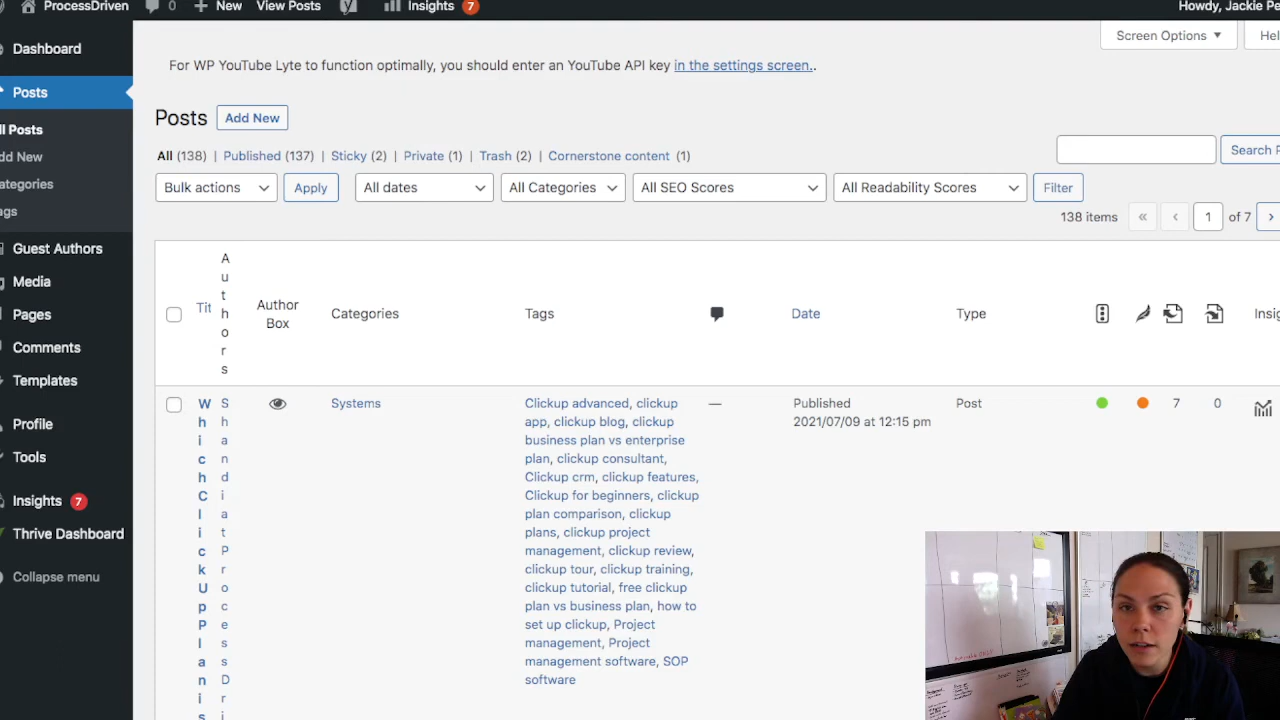 ProcessDriven 0 New View Posts Insights 7 Howdy, Jackie Pe
Screen Options Hel
Dashboard
For WP YouTube Lyte to function optimally, you should enter an YouTube API key in the settings screen..
Posts
Posts Add New
ll Posts
dd New
ategories
ags
All (138) | Published (137) | Sticky (2) | Private (1) | Trash (2) | Cornerstone content (1)
Search P
Bulk actions Apply All dates All Categories All SEO Scores All Readability Scores Filter
138 items « ‹ 1 of 7 ›
Guest Authors
Media
Pages
Comments
Templates
Profile
Tools
Insights 7
Thrive Dashboard
Collapse menu
Tit
Authors
Author
Box
Categories
Tags
Date
Type
Insig
Which ClickUp Plan is
Shandi at ProcessDri
Systems
Clickup advanced, clickup
app, clickup blog, clickup
business plan vs enterprise
plan, clickup consultant,
Clickup crm, clickup features,
Clickup for beginners, clickup
plan comparison, clickup
plans, clickup project
management, clickup review,
clickup tour, clickup training,
clickup tutorial, free clickup
plan vs business plan, how to
set up clickup, Project
management, Project
management software, SOP
software
—
Published
2021/07/09 at 12:15 pm
Post
7
0